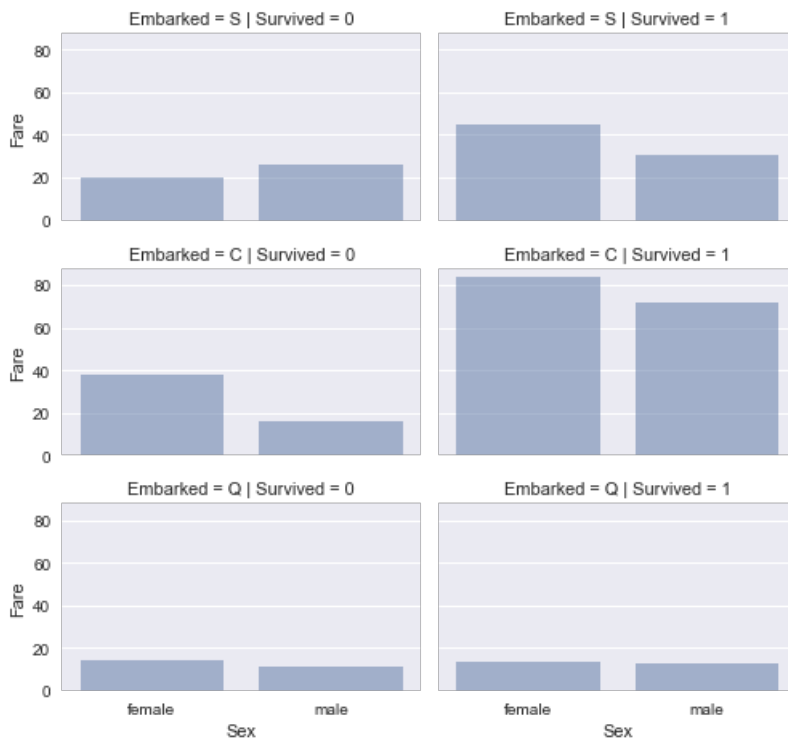 Embarked = S | Survived = 0
Embarked = S | Survived = 1
80
60
40
20
0
Fare
Embarked = C | Survived = 0
Embarked = C | Survived = 1
80
60
40
20
0
Fare
Embarked = Q | Survived = 0
Embarked = Q | Survived = 1
80
60
40
20
0
Fare
female male female male
Sex Sex